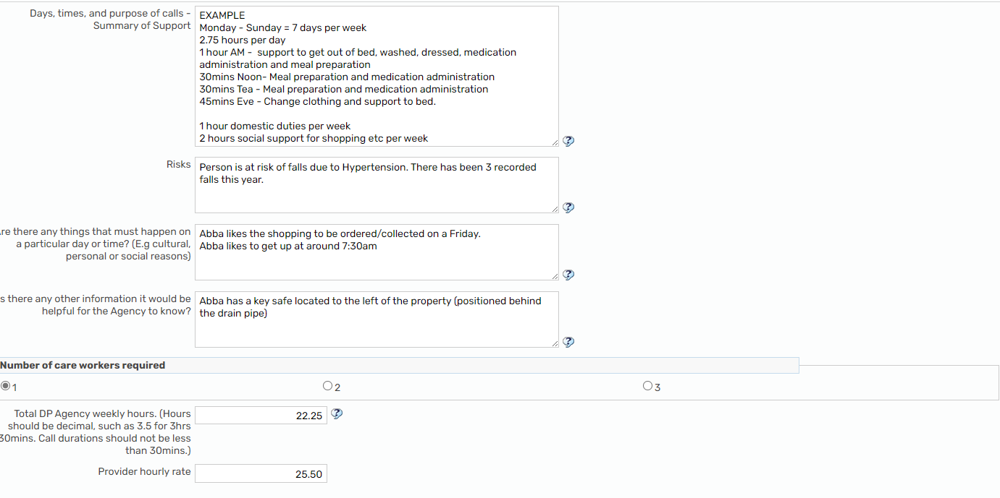 Days, times, and purpose of calls -
Summary of Support
EXAMPLE
Monday - Sunday = 7 days per week
2.75 hours per day
1 hour AM -  support to get out of bed, washed, dressed, medication
administration and meal preparation
30mins Noon- Meal preparation and medication administration
30mins Tea - Meal preparation and medication administration
45mins Eve - Change clothing and support to bed.
1 hour domestic duties per week
2 hours social support for shopping etc per week
Risks
Person is at risk of falls due to Hypertension. There has been 3 recorded
falls this year.
re there any things that must happen on
a particular day or time? (E.g cultural,
personal or social reasons)
Abba likes the shopping to be ordered/collected on a Friday.
Abba likes to get up at around 7:30am
s there any other information it would be
helpful for the Agency to know?
Abba has a key safe located to the left of the property (positioned behind
the drain pipe)
Number of care workers required
1
2
3
Total DP Agency weekly hours. (Hours
should be decimal, such as 3.5 for 3hrs
30mins. Call durations should not be less
than 30mins.)
22.25
Provider hourly rate
25.50